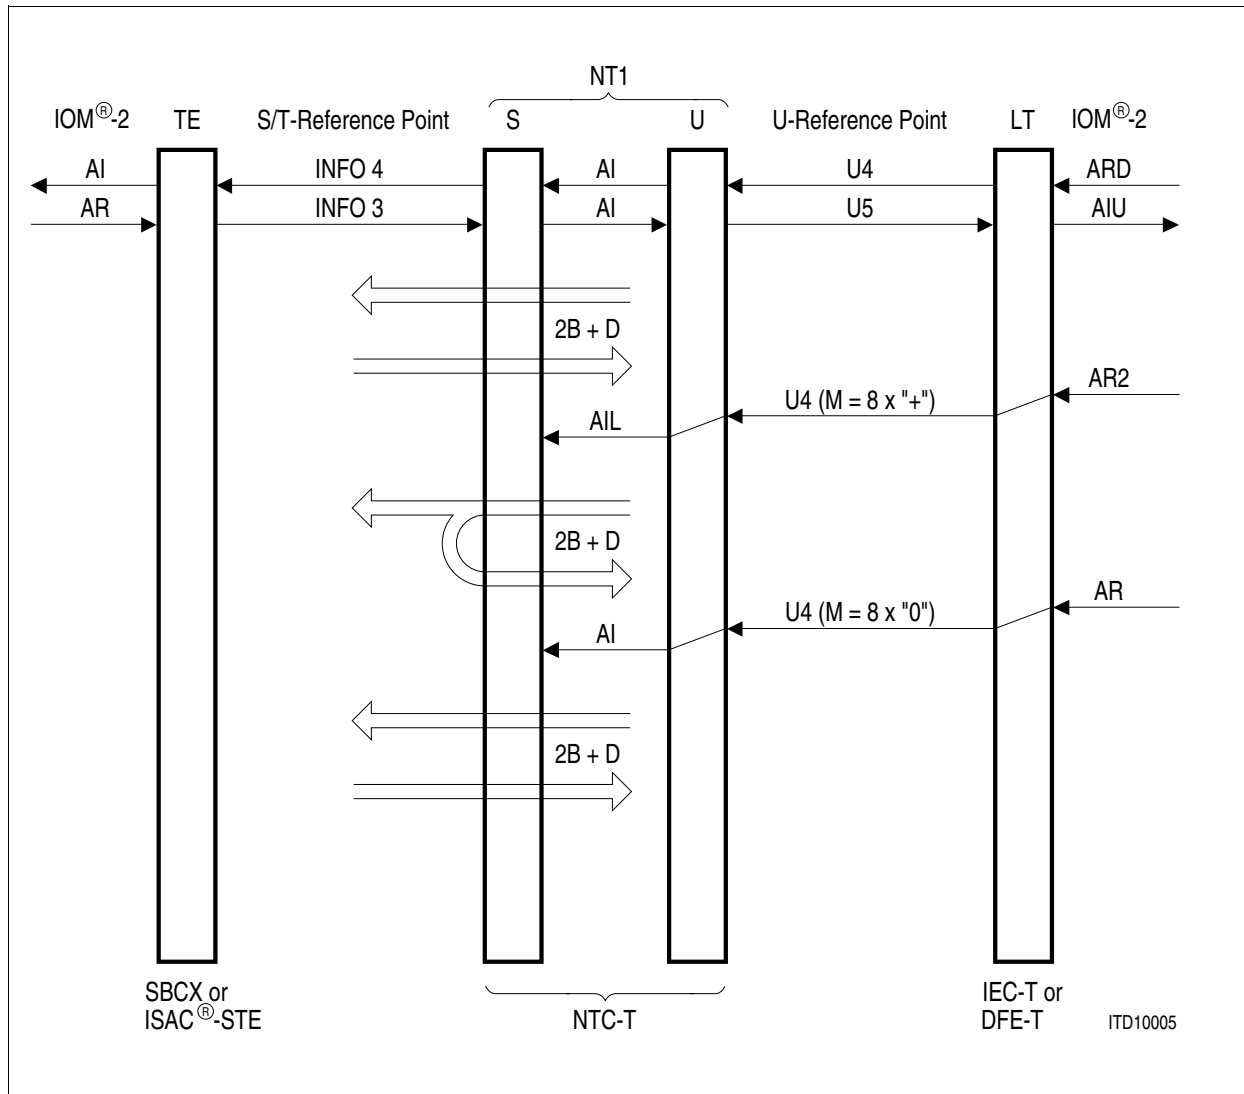 NT1
IOM®-2 TE S/T-Reference Point S U U-Reference Point LT IOM®-2
AI INFO 4 AI U4 ARD
AR INFO 3 AI U5 AIU
2B + D
AR2
U4 (M = 8 x "+")
AIL
2B + D
AR
U4 (M = 8 x "0")
AI
2B + D
SBCX or
ISAC®-STE
NTC-T
IEC-T or
DFE-T
ITD10005